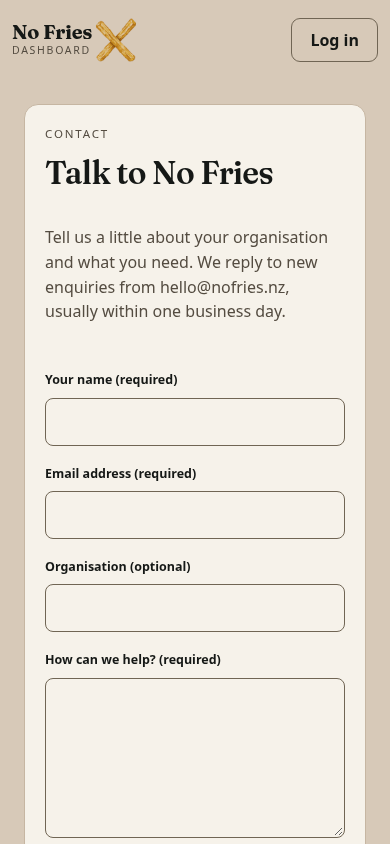 No Fries
DASHBOARD
Log in
CONTACT
Talk to No Fries
Tell us a little about your organisation
and what you need. We reply to new
enquiries from hello@nofries.nz,
usually within one business day.
Your name (required)
Email address (required)
Organisation (optional)
How can we help? (required)